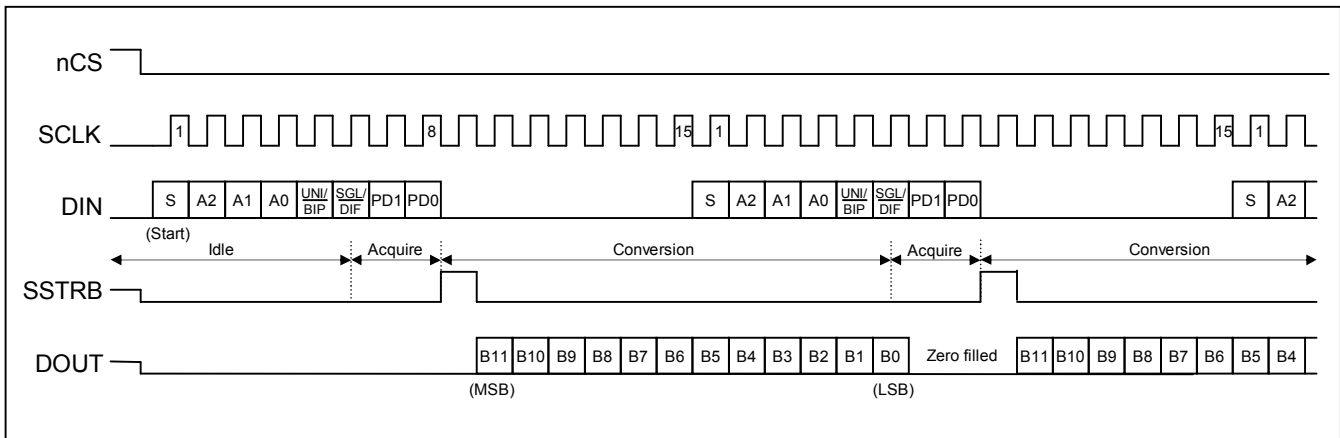 nCS
SCLK 1 8 15 1 15 1
DIN S A2 A1 A0 UNI/BIP SGL/DIF PD1 PD0 S A2 A1 A0 UNI/BIP SGL/DIF PD1 PD0 S A2
(Start)
Idle Acquire Conversion Acquire Conversion
SSTRB
DOUT B11 B10 B9 B8 B7 B6 B5 B4 B3 B2 B1 B0 Zero filled B11 B10 B9 B8 B7 B6 B5 B4
(MSB) (LSB)